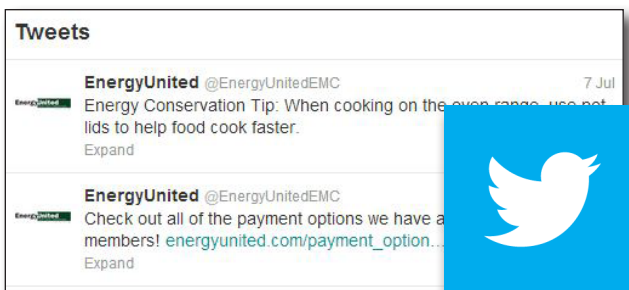 Tweets
EnergyUnited @EnergyUnitedEMC 7 Jul
EnergyUnited
Energy Conservation Tip: When cooking on the oven range, use pot
lids to help food cook faster.
Expand
EnergyUnited @EnergyUnitedEMC
EnergyUnited
Check out all of the payment options we have a
members! energyunited.com/payment_option...
Expand